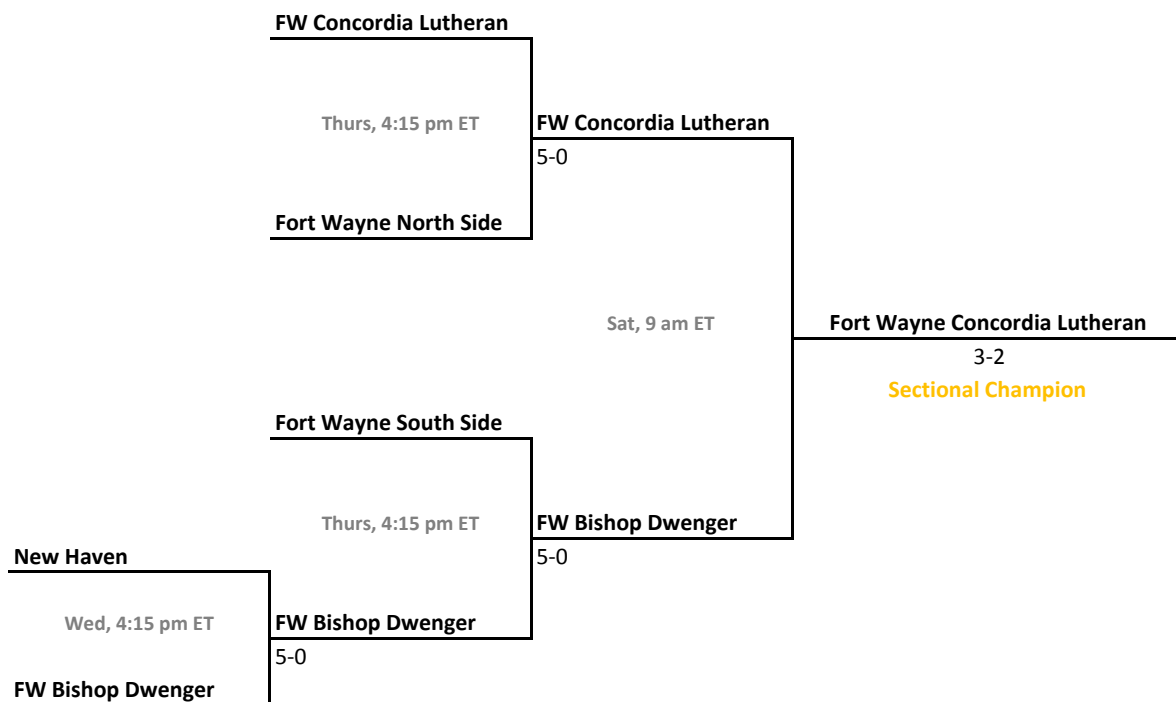 FW Concordia Lutheran
Thurs, 4:15 pm ET
FW Concordia Lutheran
5-0
Fort Wayne North Side
Sat, 9 am ET
Fort Wayne Concordia Lutheran
3-2
Sectional Champion
Fort Wayne South Side
Thurs, 4:15 pm ET
FW Bishop Dwenger
5-0
New Haven
Wed, 4:15 pm ET
FW Bishop Dwenger
5-0
FW Bishop Dwenger